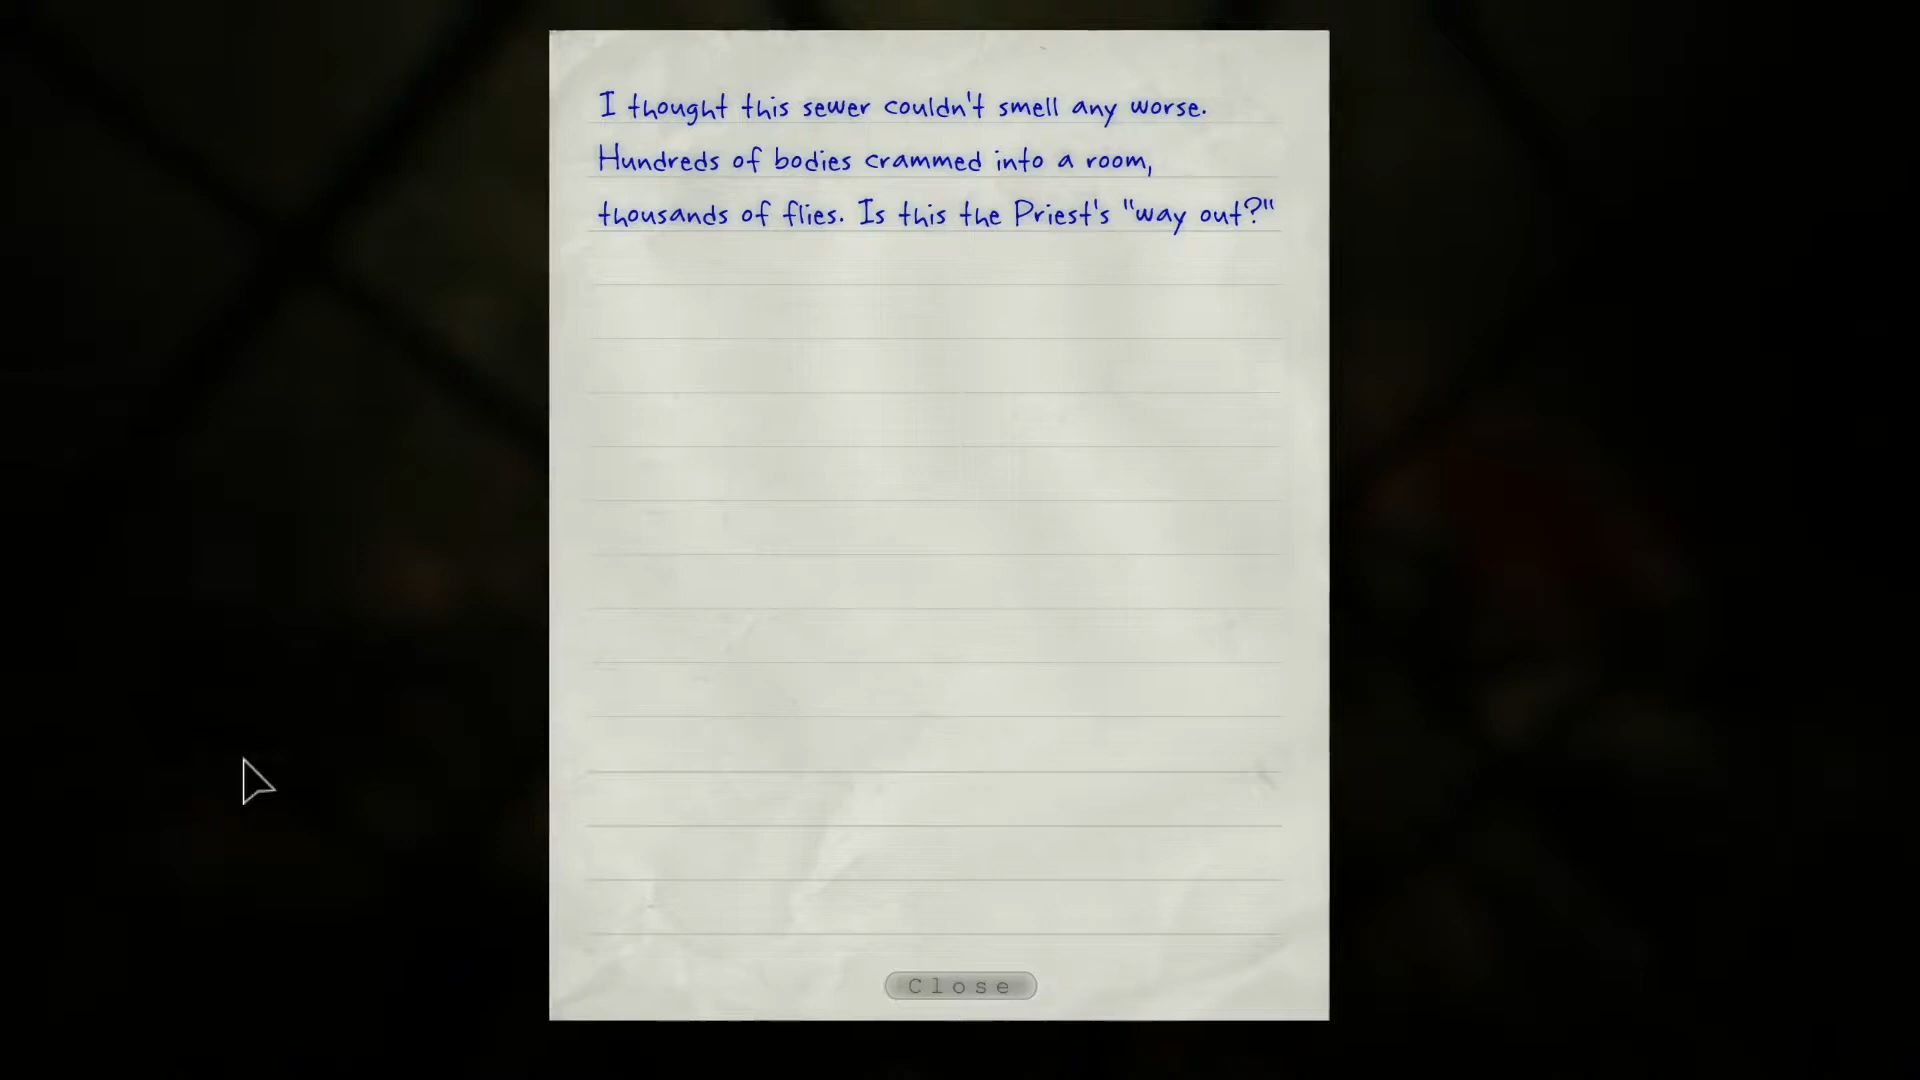 I thought this sewer couldn't smell any worse.
Hundreds of bodies crammed into a room,
thousands of flies. Is this the Priest's "way out?"
Close